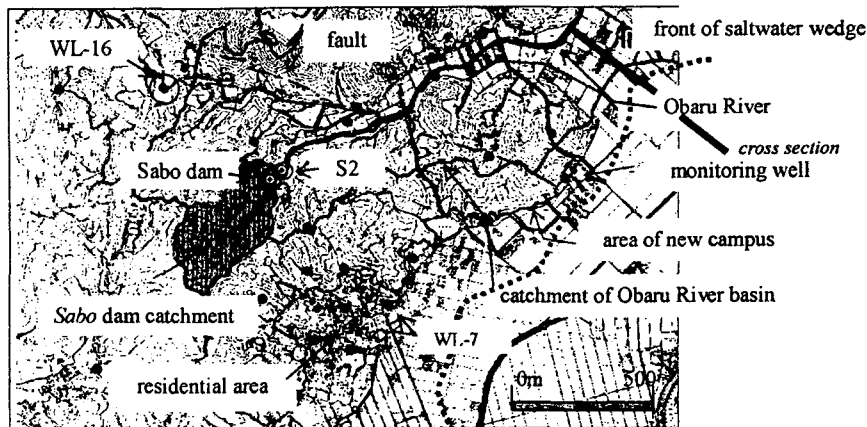 fault
front of saltwater wedge
WL-16
Obaru River
cross section
Sabo dam
S2
monitoring well
area of new campus
catchment of Obaru River basin
Sabo dam catchment
WL-7
residential area
0m 500